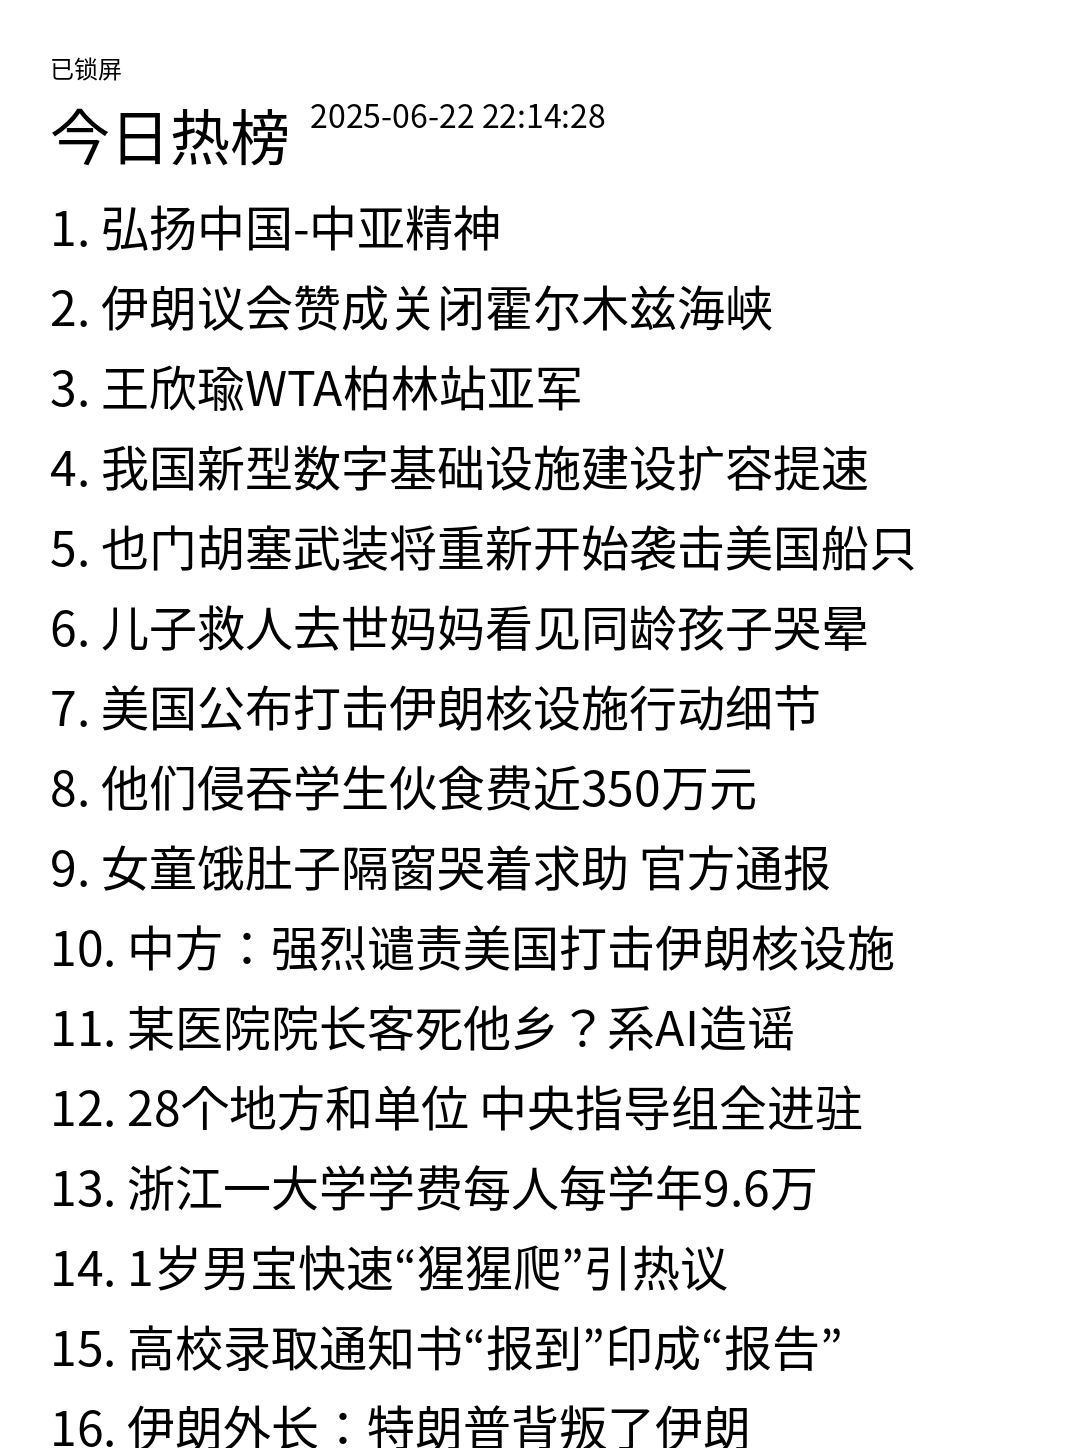 已锁屏
今日热榜 2025-06-22 22:14:28
1. 弘扬中国-中亚精神
2. 伊朗议会赞成关闭霍尔木兹海峡
3. 王欣瑜WTA柏林站亚军
4. 我国新型数字基础设施建设扩容提速
5. 也门胡塞武装将重新开始袭击美国船只
6. 儿子救人去世妈妈看见同龄孩子哭晕
7. 美国公布打击伊朗核设施行动细节
8. 他们侵吞学生伙食费近350万元
9. 女童饿肚子隔窗哭着求助 官方通报
10. 中方：强烈谴责美国打击伊朗核设施
11. 某医院院长客死他乡？系AI造谣
12. 28个地方和单位 中央指导组全进驻
13. 浙江一大学学费每人每学年9.6万
14. 1岁男宝快速“猩猩爬”引热议
15. 高校录取通知书“报到”印成“报告”
16. 伊朗外长：特朗普背叛了伊朗